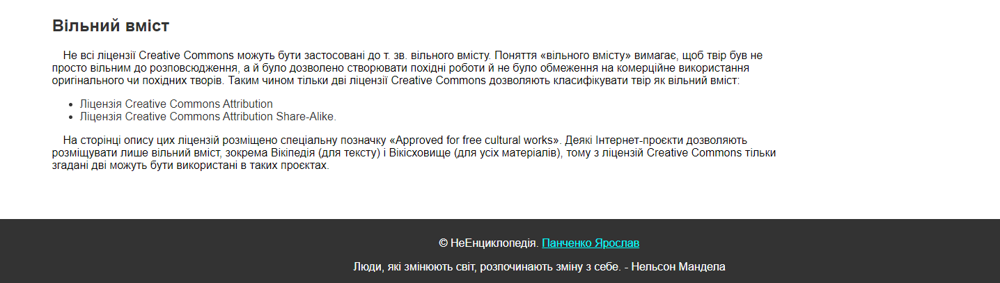 Вільний вміст
Не всі ліцензії Creative Commons можуть бути застосовані до т. зв. вільного вмісту. Поняття «вільного вмісту» вимагає, щоб твір був не
просто вільним до розповсюдження, а й було дозволено створювати похідні роботи й не було обмеження на комерційне використання
оригінального чи похідних творів. Таким чином тільки дві ліцензії Creative Commons дозволяють класифікувати твір як вільний вміст:
• Ліцензія Creative Commons Attribution
• Ліцензія Creative Commons Attribution Share-Alike.
На сторінці опису цих ліцензій розміщено спеціальну позначку «Approved for free cultural works». Деякі Інтернет-проєкти дозволяють
розміщувати лише вільний вміст, зокрема Вікіпедія (для тексту) і Вікісховище (для усіх матеріалів), тому з ліцензій Creative Commons тільки
згадані дві можуть бути використані в таких проєктах.
© НеЕнциклопедія. Панченко Ярослав
Люди, які змінюють світ, розпочинають зміну з себе. - Нельсон Мандела